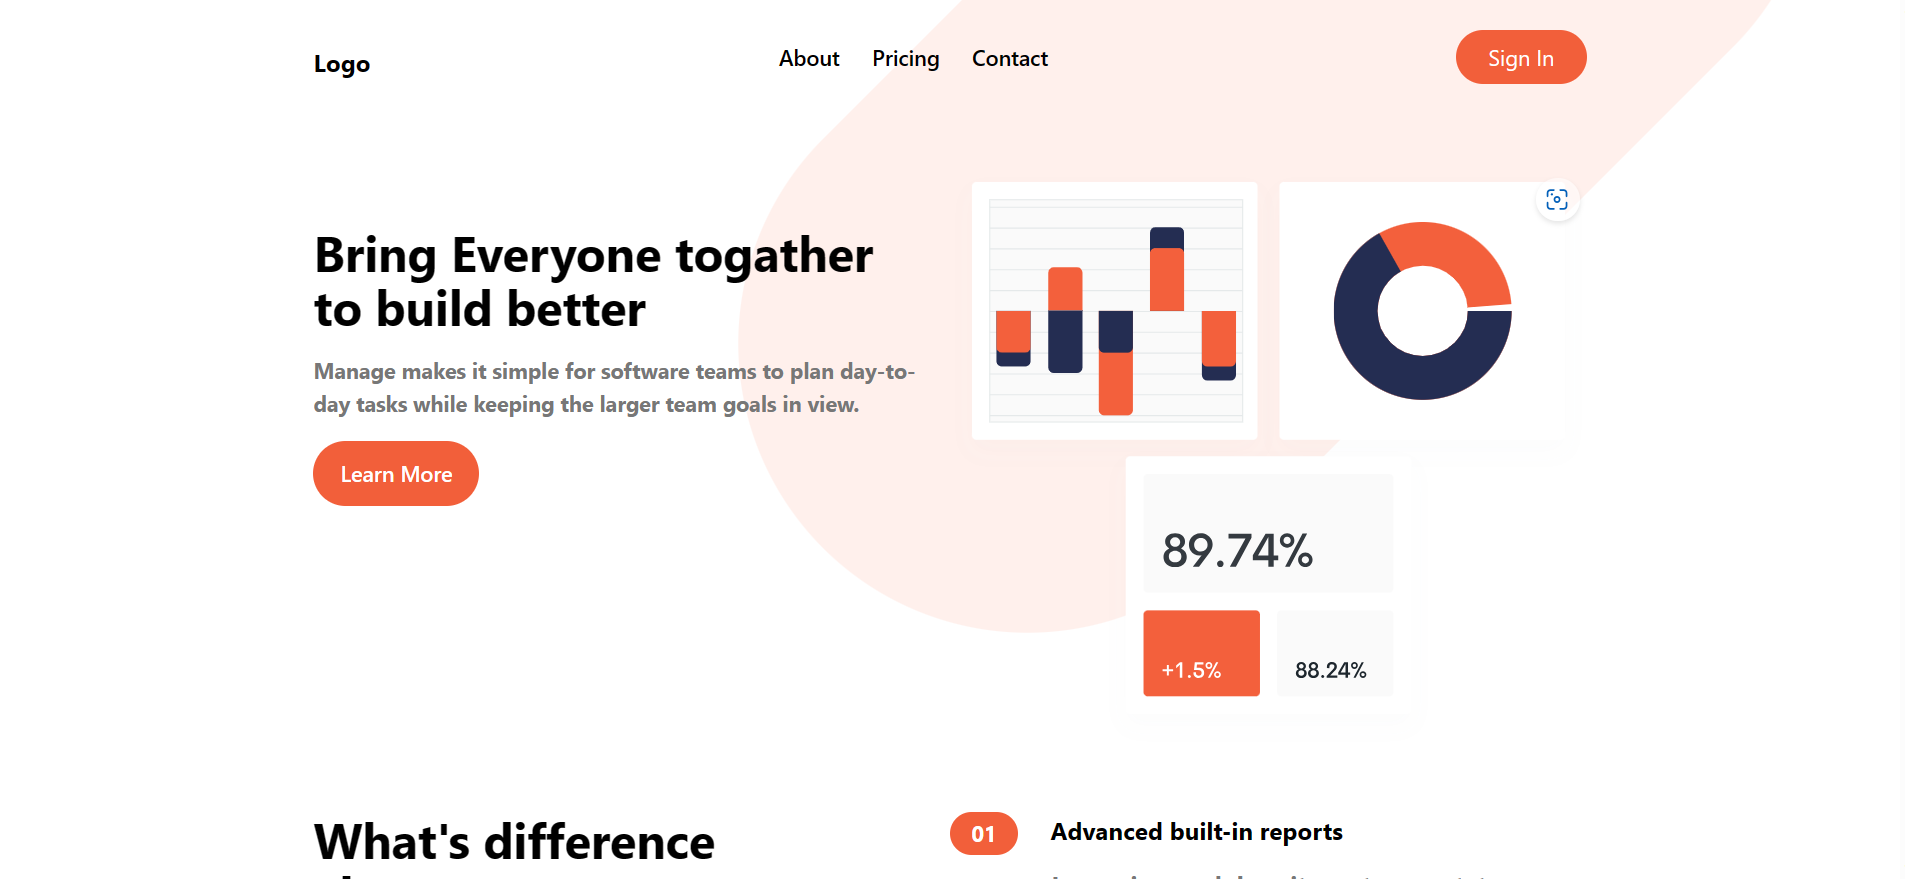 Logo
About Pricing Contact
Sign In
Bring Everyone togather
to build better
Manage makes it simple for software teams to plan day-to-
day tasks while keeping the larger team goals in view.
Learn More
89.74%
+1.5%
88.24%
What's difference
01
Advanced built-in reports